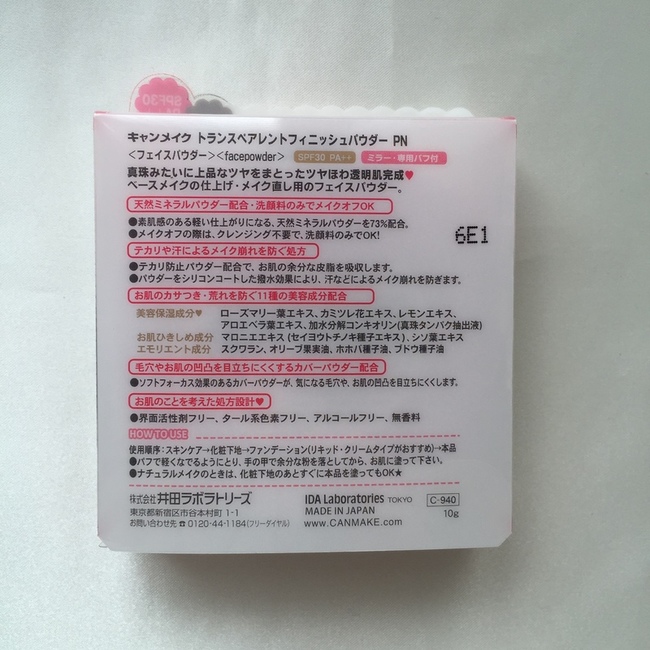 SPF30
キャンメイク トランスペアレントフィニッシュパウダー PN
<フェイスパウダー><facepowder> SPF30 PA++ ミラー・専用パフ付
真珠みたいに上品なツヤをまとったツヤほわ透明肌完成♥
ベースメイクの仕上げ・メイク直し用のフェイスパウダー。
天然ミネラルパウダー配合・洗顔料のみでメイクオフOK
●素肌感のある軽い仕上がりになる、天然ミネラルパウダーを73%配合。
●メイクオフの際は、クレンジング不要で、洗顔料のみでOK!
6E1
テカリや汗によるメイク崩れを防ぐ処方
●テカリ防止パウダー配合で、お肌の余分な皮脂を吸収します。
●パウダーをシリコンコートした撥水効果により、汗などによるメイク崩れを防ぎます。
お肌のカサつき・荒れを防ぐ11種の美容成分配合
美容保湿成分♥ ローズマリー葉エキス、カミツレ花エキス、レモンエキス、
アロエベラ葉エキス、加水分解コンキオリン(真珠タンパク抽出液)
お肌ひきしめ成分 マロニエエキス(セイヨウトチノキ種子エキス)、シソ葉エキス
エモリエント成分 スクワラン、オリーブ果実油、ホホバ種子油、ブドウ種子油
毛穴やお肌の凹凸を目立ちにくくするカバーパウダー配合
●ソフトフォーカス効果のあるカバーパウダーが、気になる毛穴や、お肌の凹凸を目立ちにくくします。
お肌のことを考えた処方設計♥
●界面活性剤フリー、タール系色素フリー、アルコールフリー、無香料
HOW TO USE
使用順序:スキンケア→化粧下地→ファンデーション(リキッド・クリームタイプがおすすめ)→本品
●パフで軽くなでるようにとり、手の甲で余分な粉を落としてから、お肌に塗って下さい。
●ナチュラルメイクのときは、化粧下地のあとすぐに本品を塗ってもOK★
株式会社 井田ラボラトリーズ IDA Laboratories TOKYO C-940
東京都新宿区市谷本村町 1-1 MADE IN JAPAN 10g
お問い合わせ先 ☎ 0120-44-1184(フリーダイヤル) www.CANMAKE.com